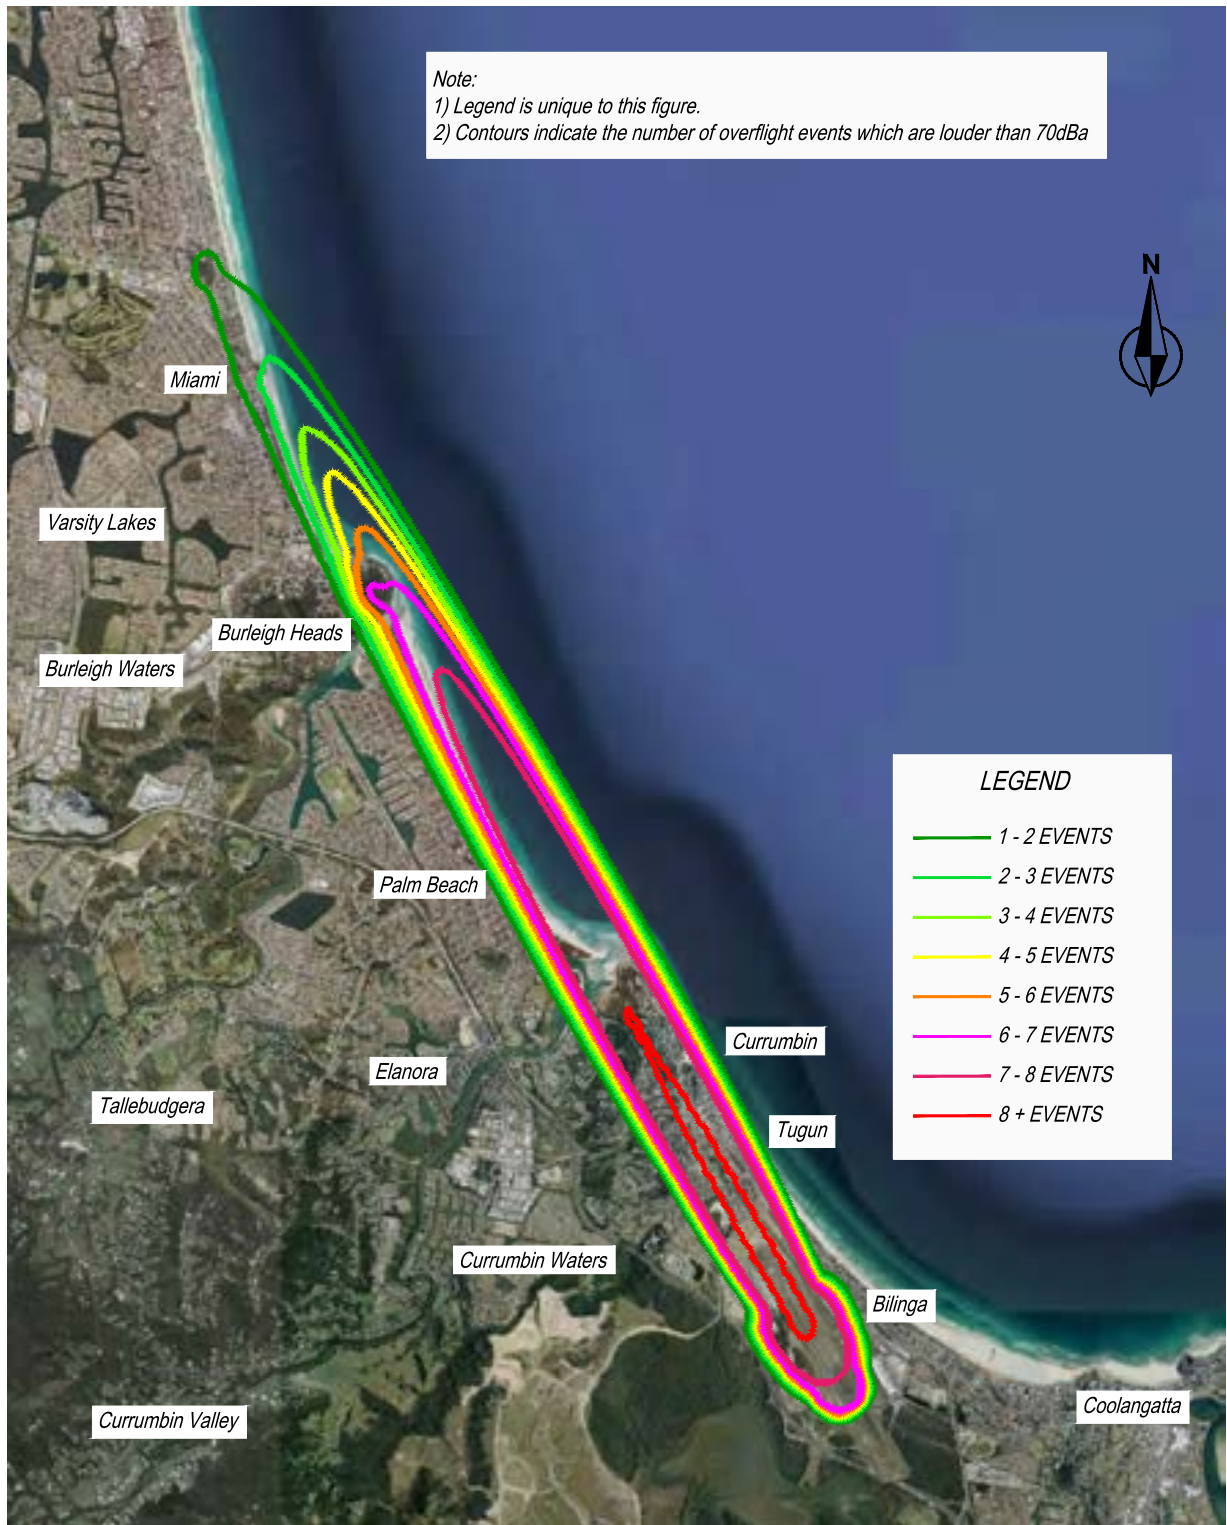 Note:
1) Legend is unique to this figure.
2) Contours indicate the number of overflight events which are louder than 70dBa
N
Miami
Varsity Lakes
Burleigh Heads
Burleigh Waters
LEGEND
1 - 2 EVENTS
2 - 3 EVENTS
3 - 4 EVENTS
4 - 5 EVENTS
5 - 6 EVENTS
6 - 7 EVENTS
7 - 8 EVENTS
8 + EVENTS
Palm Beach
Currumbin
Elanora
Tallebudgera
Tugun
Currumbin Waters
Bilinga
Coolangatta
Currumbin Valley